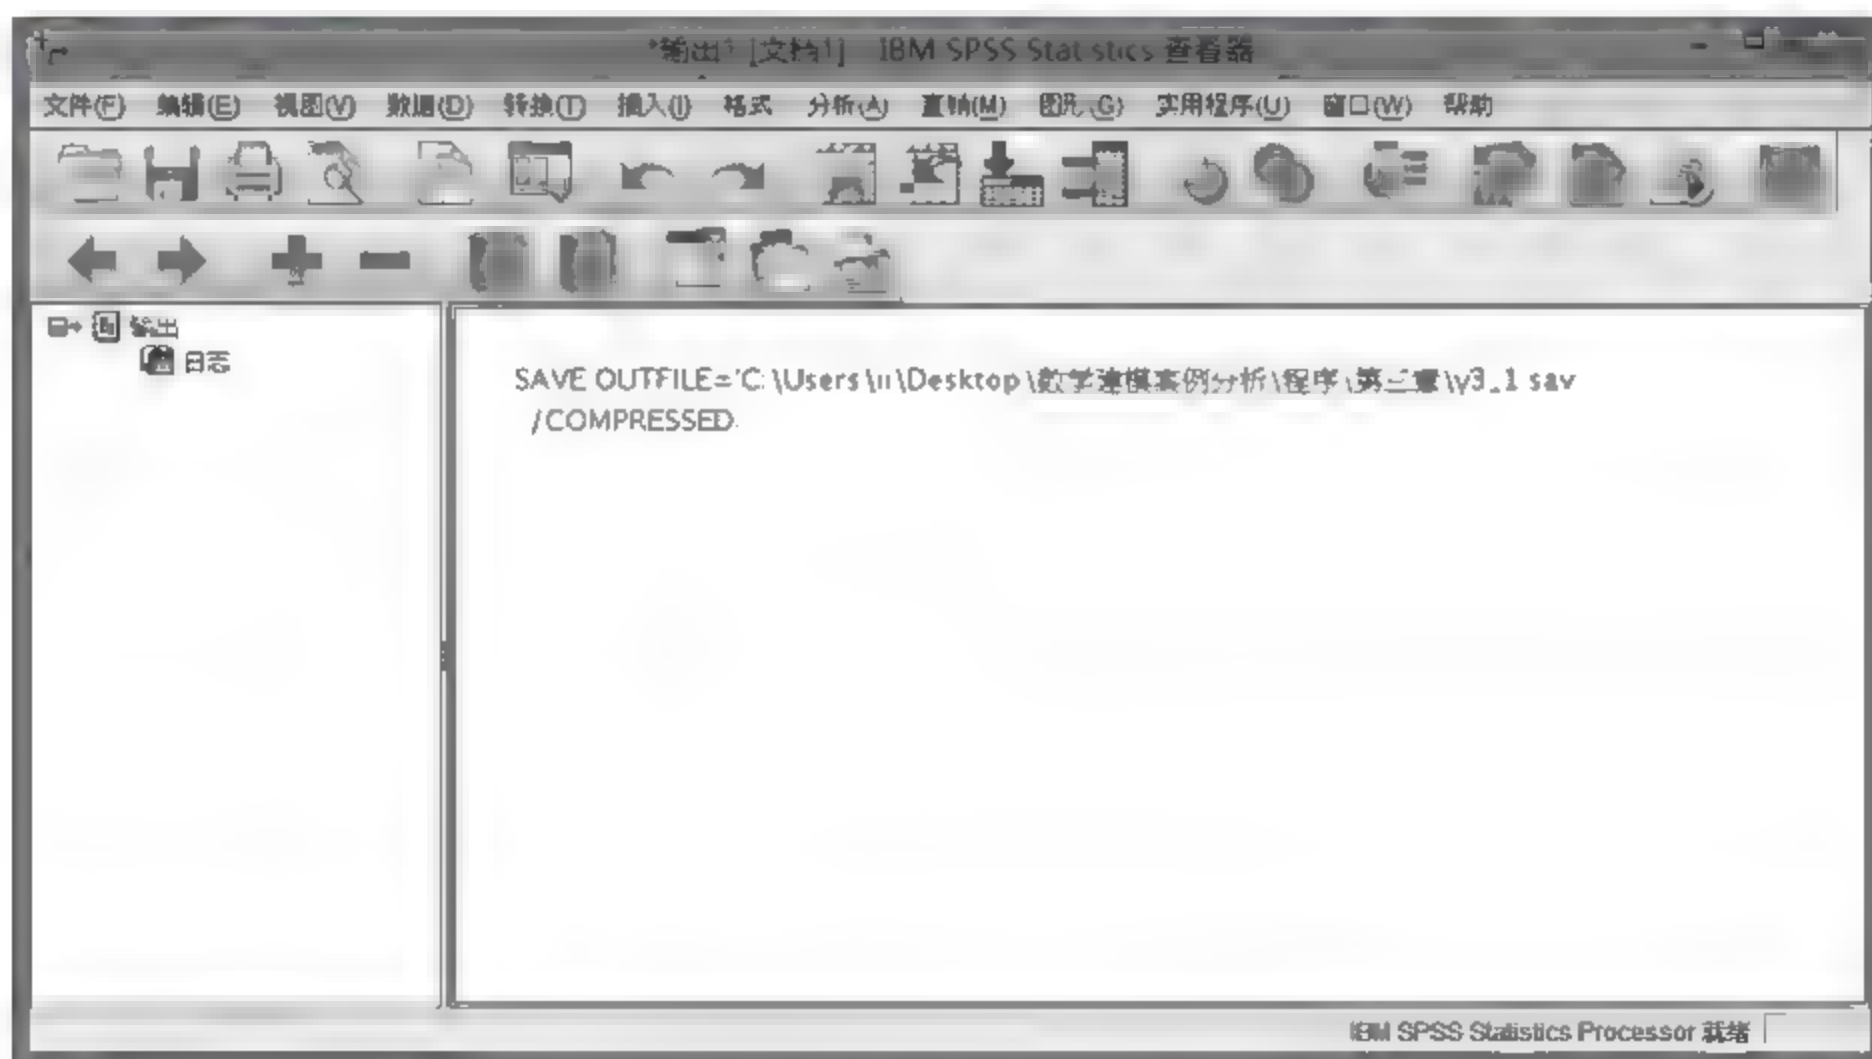 *输出1 [文档1] IBM SPSS Statistics 查看器
文件(F) 编辑(E) 视图(V) 数据(D) 转换(T) 插入(I) 格式 分析(A) 直销(M) 图形(G) 实用程序(U) 窗口(W) 帮助
输出
日志
SAVE OUTFILE='C:\Users\ii\Desktop\数学建模案例分析\程序\第三章\y3_1 sav
/COMPRESSED.
IBM SPSS Statistics Processor 就绪